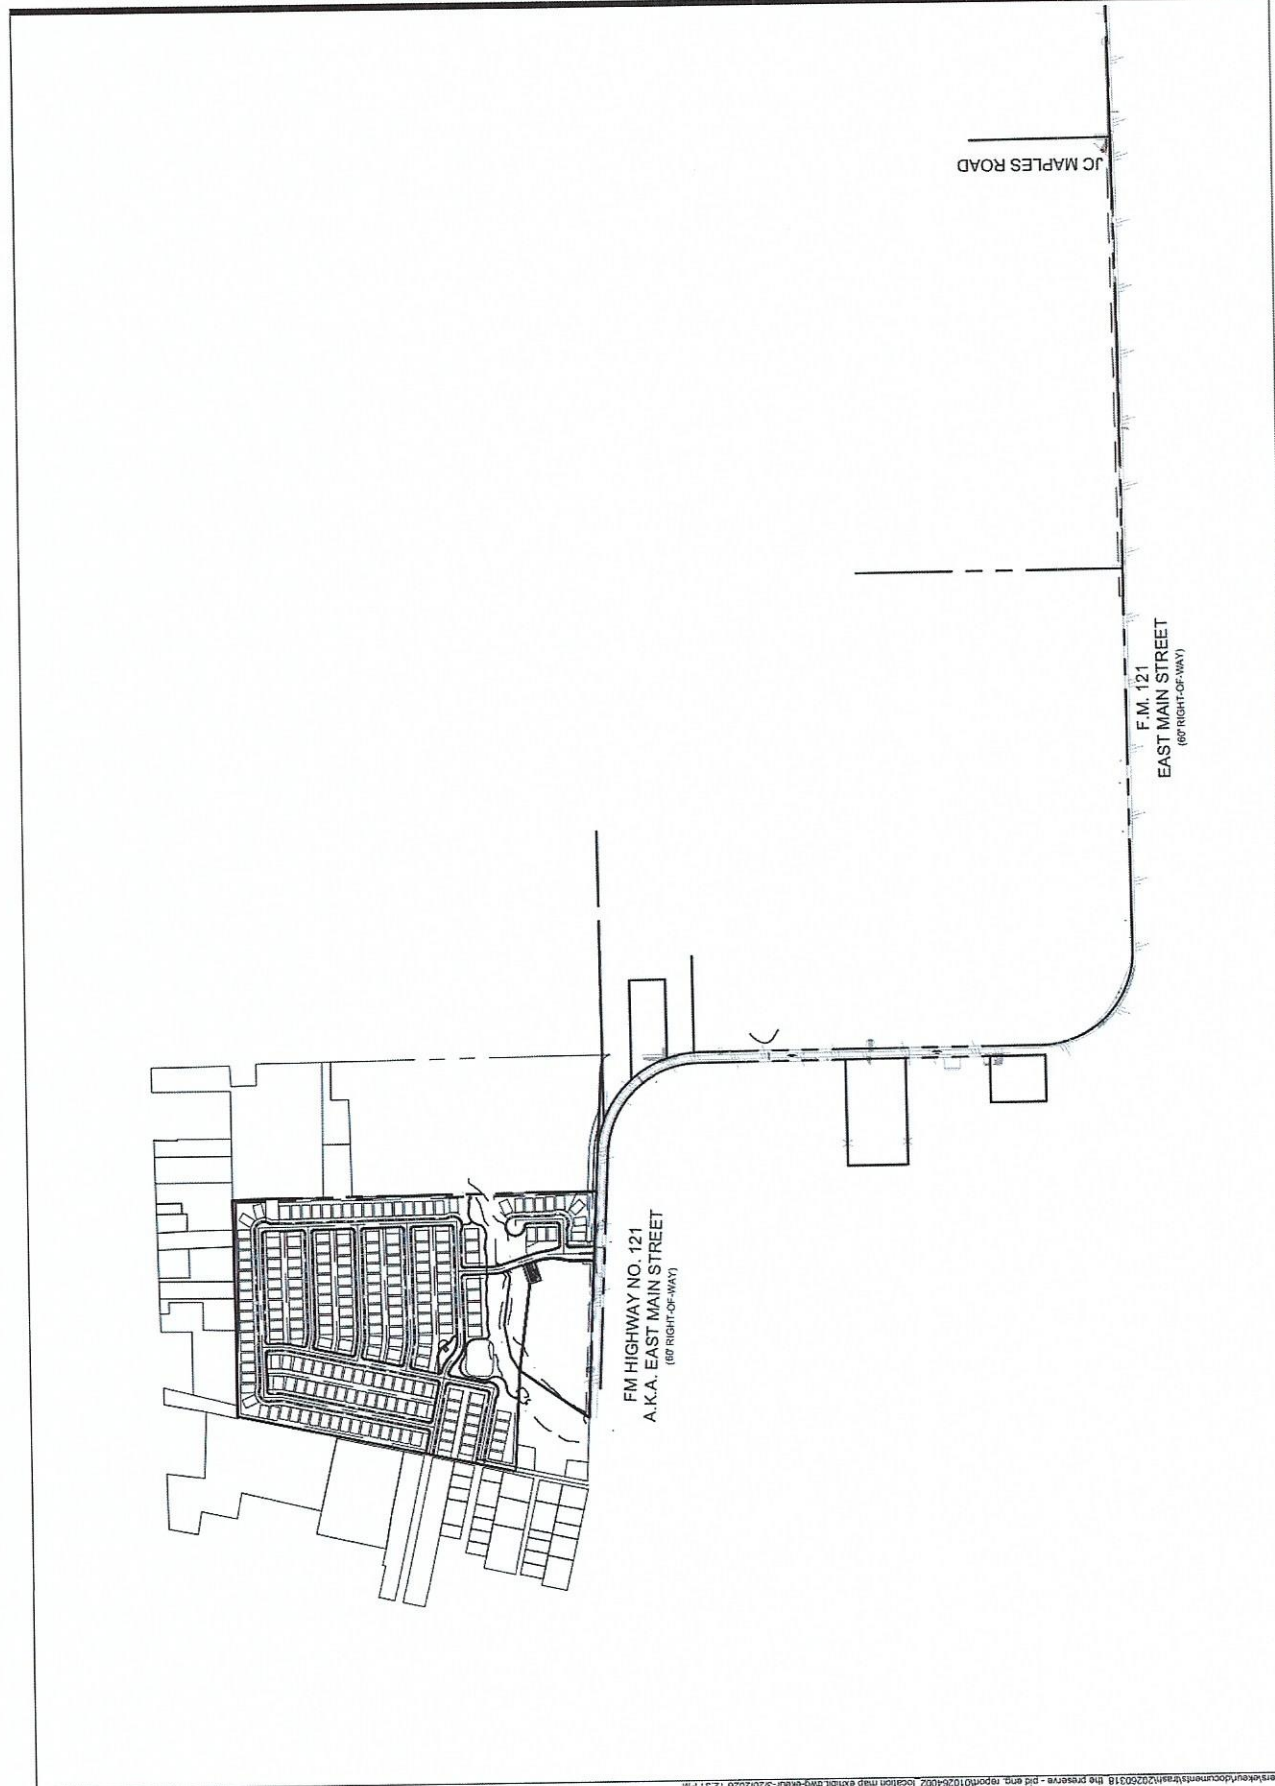 JC MAPLES ROAD
F.M. 121
EAST MAIN STREET
(60' RIGHT-OF-WAY)
FM HIGHWAY NO. 121
A.K.A. EAST MAIN STREET
(60' RIGHT-OF-WAY)